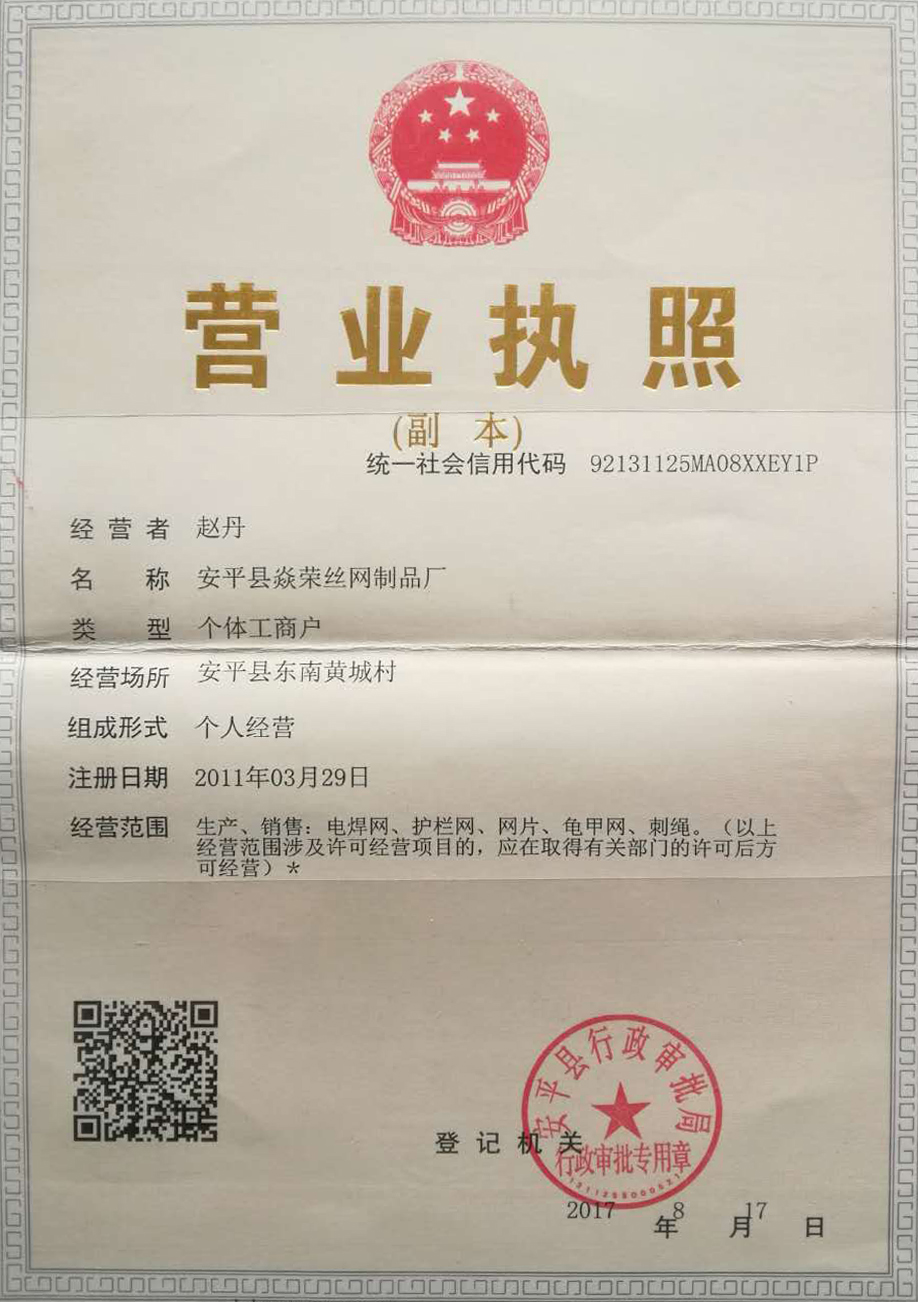 营业执照
(副 本)
统一社会信用代码 92131125MA08XXEY1P
经营者 赵丹
名称 安平县焱荣丝网制品厂
类型 个体工商户
经营场所 安平县东南黄城村
组成形式 个人经营
注册日期 2011年03月29日
经营范围 生产、销售：电焊网、护栏网、网片、龟甲网、刺绳。（以上
经营范围涉及许可经营项目的，应在取得有关部门的许可后方
可经营）*
安平县行政审批局
登记机关
行政审批专用章
2017年8月17日